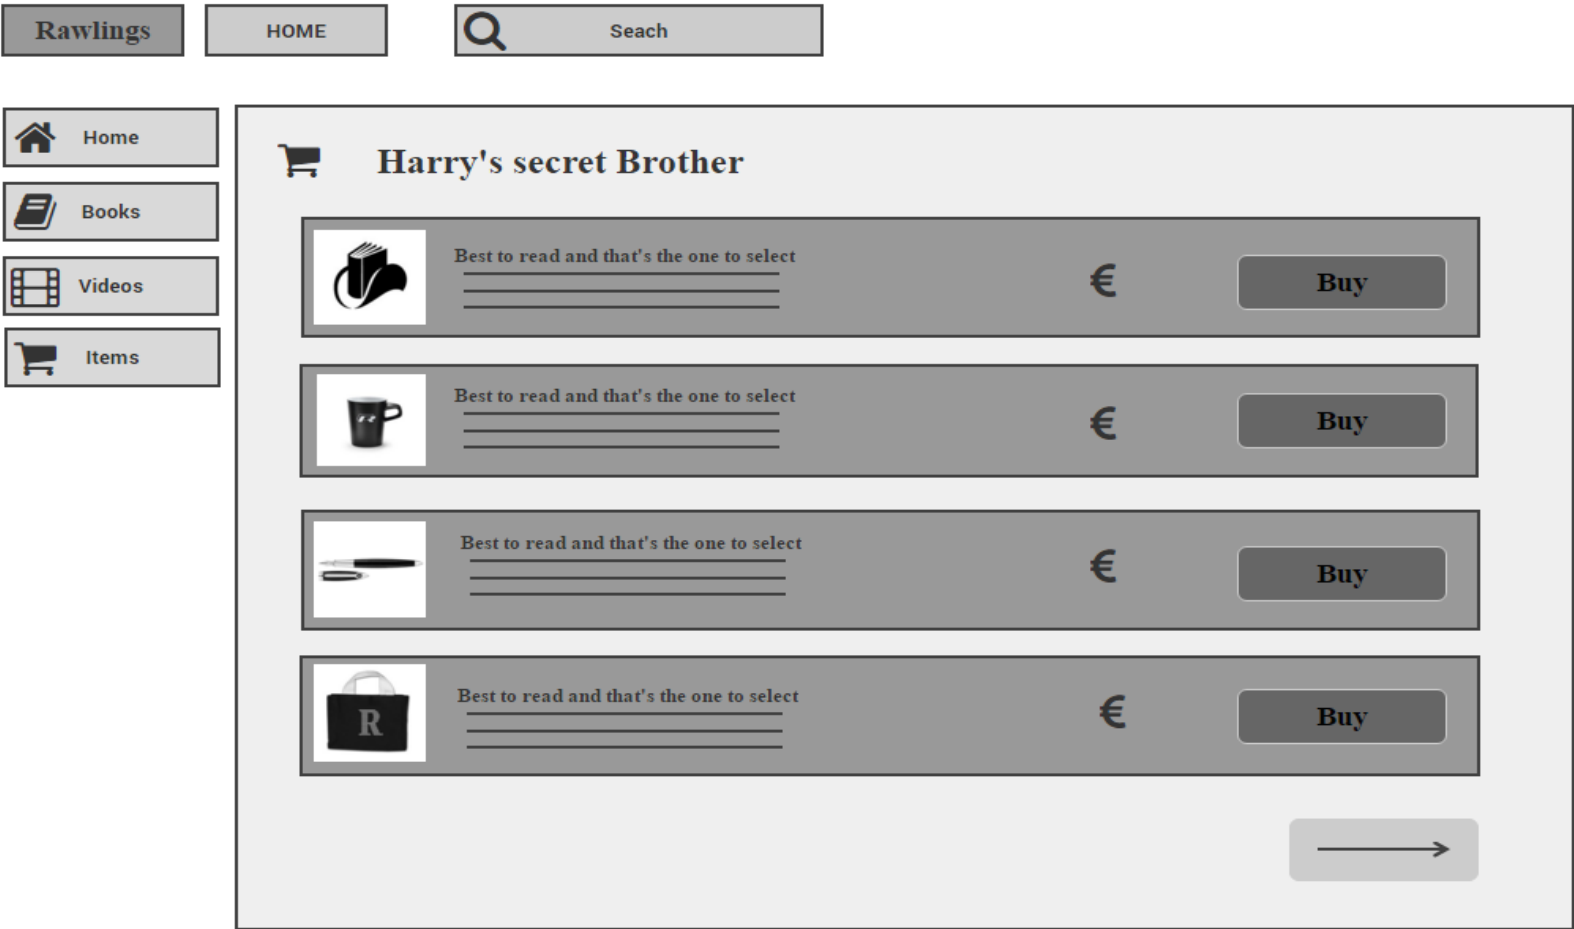 Rawlings
HOME
Seach
Home
Books
Videos
Items
Harry's secret Brother
Best to read and that's the one to select
€
Buy
Best to read and that's the one to select
€
Buy
Best to read and that's the one to select
€
Buy
R
Best to read and that's the one to select
€
Buy